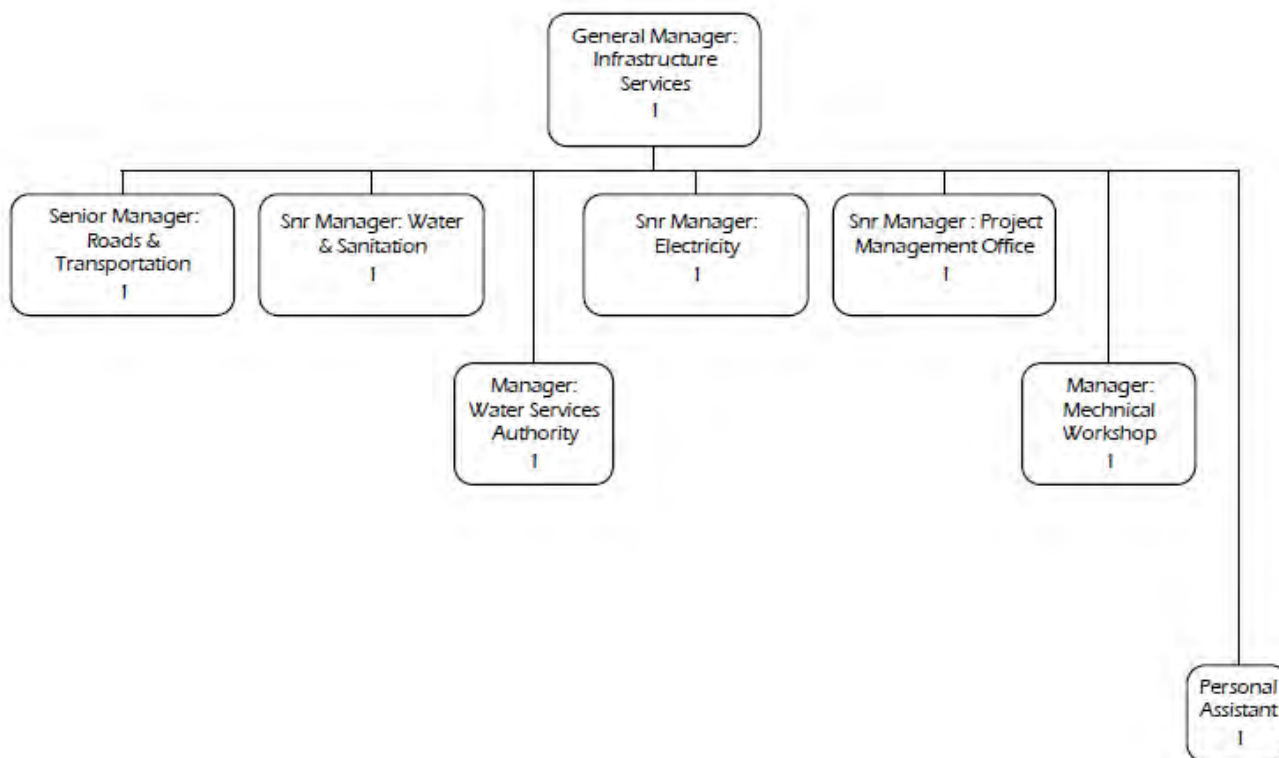 General Manager:
Infrastructure
Services
1
Senior Manager:
Roads &
Transportation
1
Snr Manager: Water
& Sanitation
1
Snr Manager:
Electricity
1
Snr Manager : Project
Management Office
1
Manager:
Water Services
Authority
1
Manager:
Mechnical
Workshop
1
Personal
Assistant
1